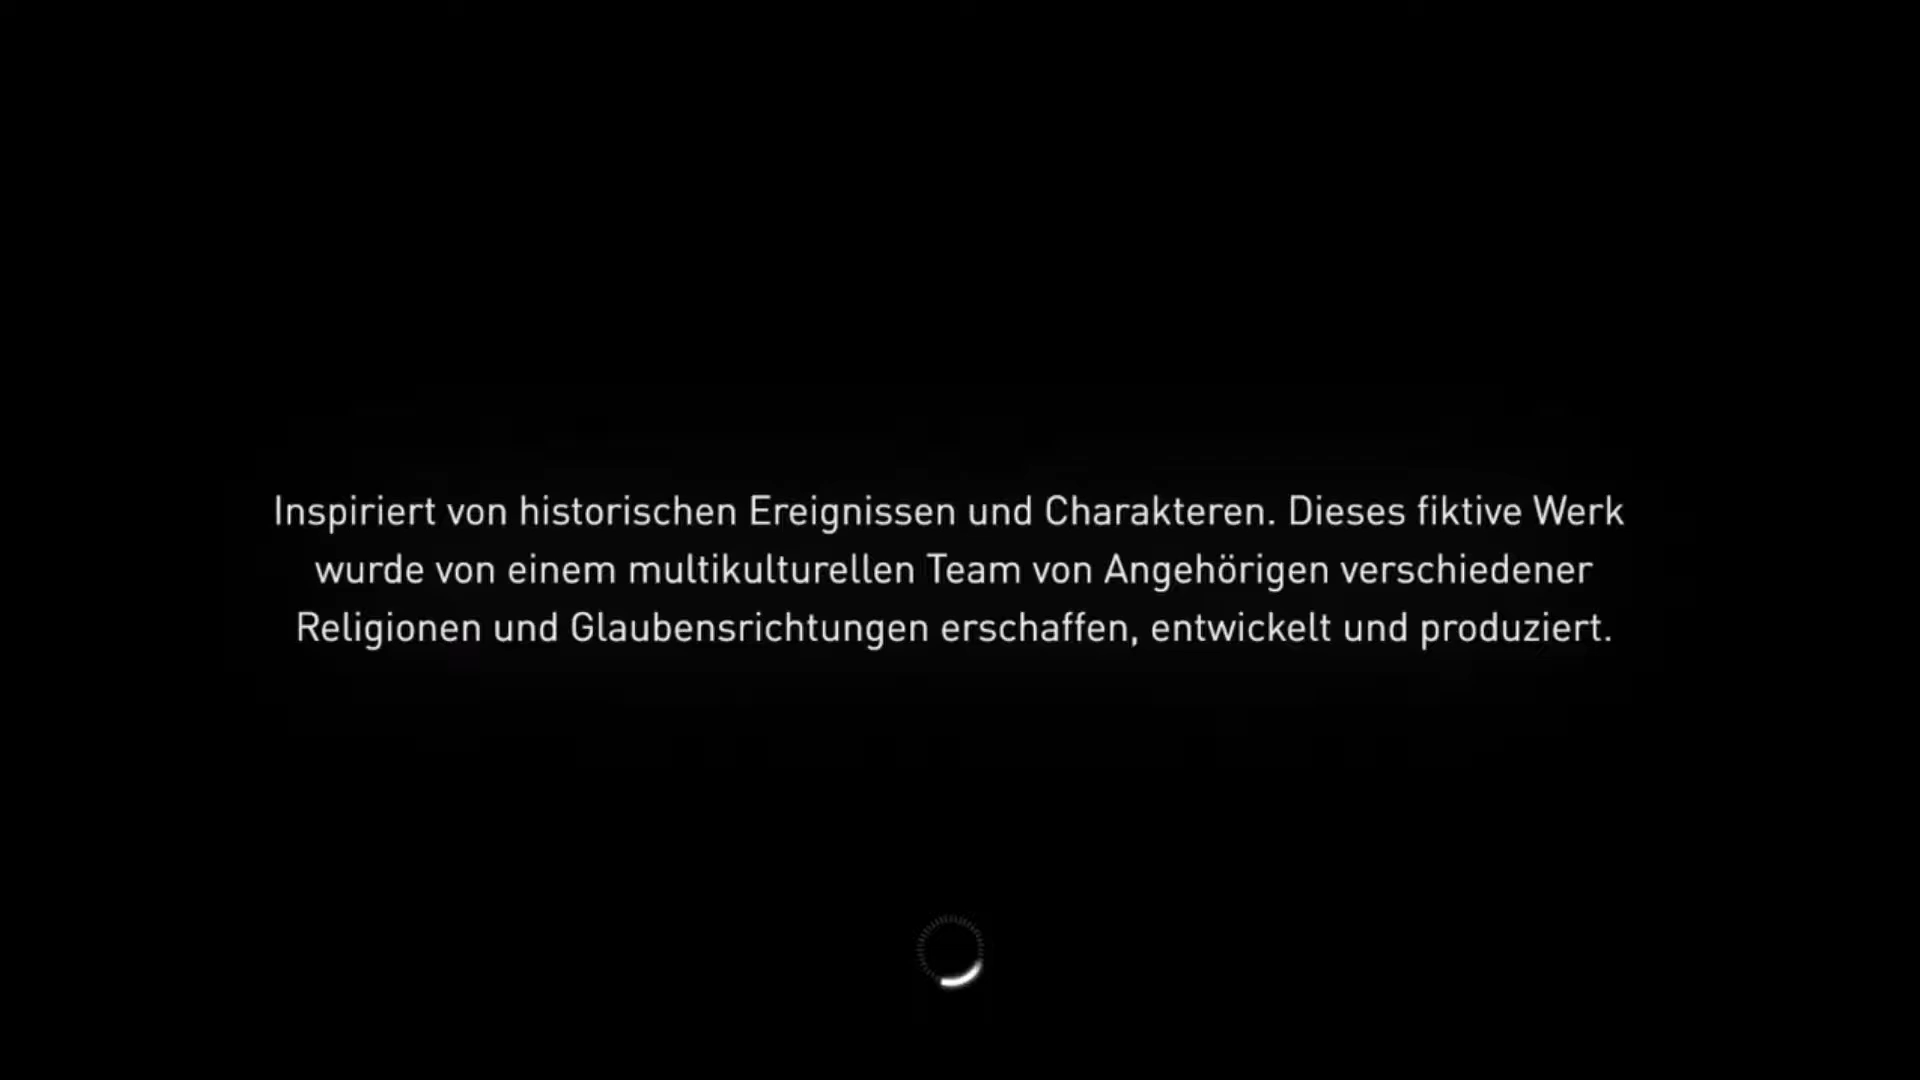 Inspiriert von historischen Ereignissen und Charakteren. Dieses fiktive Werk
wurde von einem multikulturellen Team von Angehörigen verschiedener
Religionen und Glaubensrichtungen erschaffen, entwickelt und produziert.